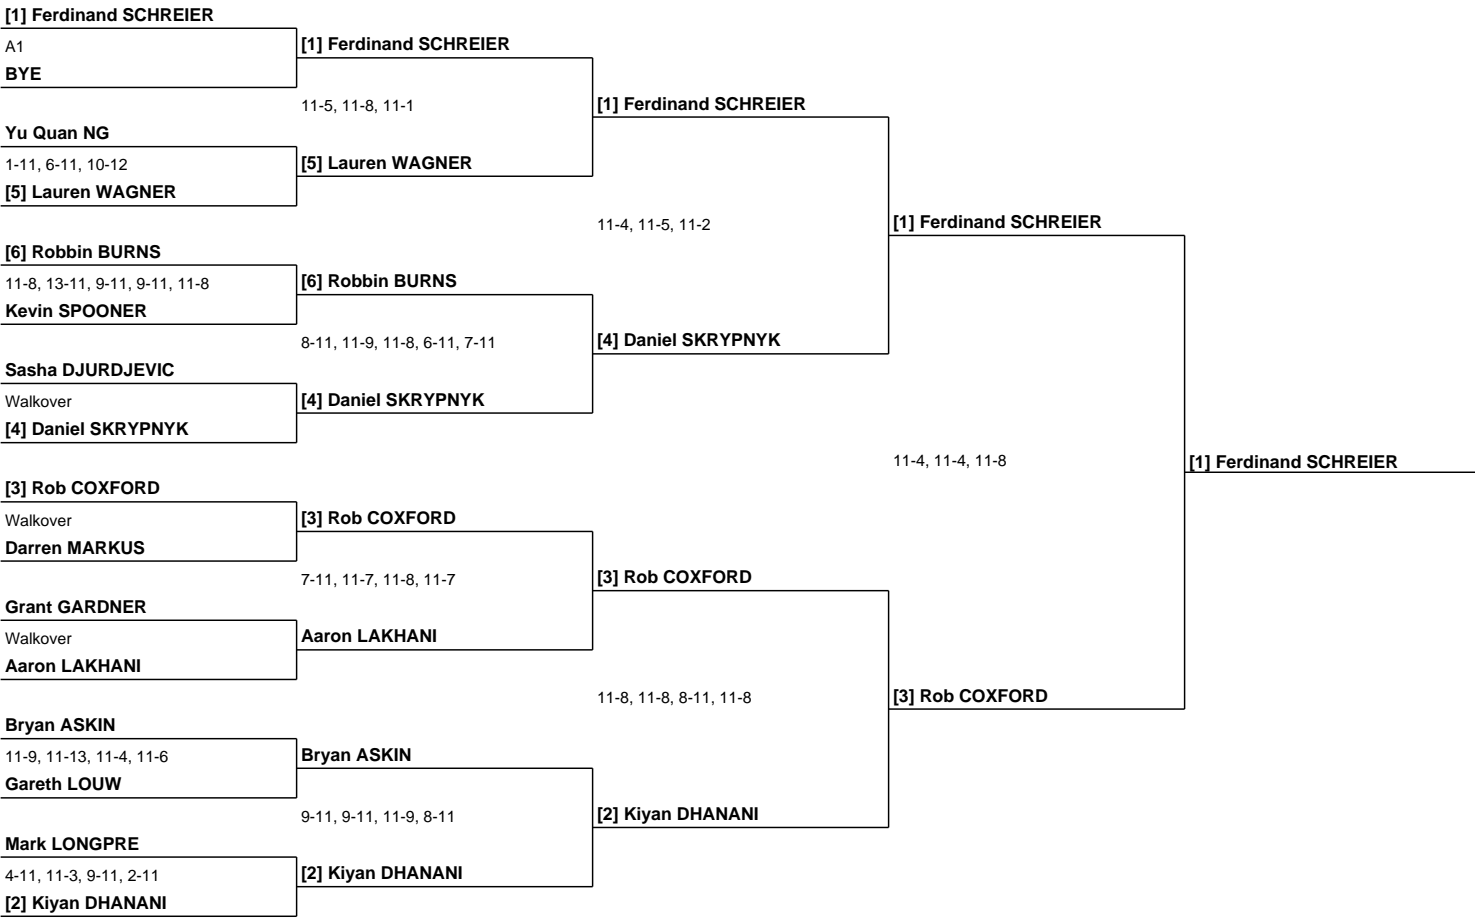 [1] Ferdinand SCHREIER
A1
BYE
Yu Quan NG
1-11, 6-11, 10-12
[5] Lauren WAGNER
[6] Robbin BURNS
11-8, 13-11, 9-11, 9-11, 11-8
Kevin SPOONER
Sasha DJURDJEVIC
Walkover
[4] Daniel SKRYPNYK
[3] Rob COXFORD
Walkover
Darren MARKUS
Grant GARDNER
Walkover
Aaron LAKHANI
Bryan ASKIN
11-9, 11-13, 11-4, 11-6
Gareth LOUW
Mark LONGPRE
4-11, 11-3, 9-11, 2-11
[2] Kiyan DHANANI
[1] Ferdinand SCHREIER
11-5, 11-8, 11-1
[5] Lauren WAGNER
[6] Robbin BURNS
8-11, 11-9, 11-8, 6-11, 7-11
[4] Daniel SKRYPNYK
[3] Rob COXFORD
7-11, 11-7, 11-8, 11-7
Aaron LAKHANI
Bryan ASKIN
9-11, 9-11, 11-9, 8-11
[2] Kiyan DHANANI
[1] Ferdinand SCHREIER
11-4, 11-5, 11-2
[4] Daniel SKRYPNYK
[3] Rob COXFORD
11-8, 11-8, 8-11, 11-8
[2] Kiyan DHANANI
[1] Ferdinand SCHREIER
11-4, 11-4, 11-8
[3] Rob COXFORD
[1] Ferdinand SCHREIER